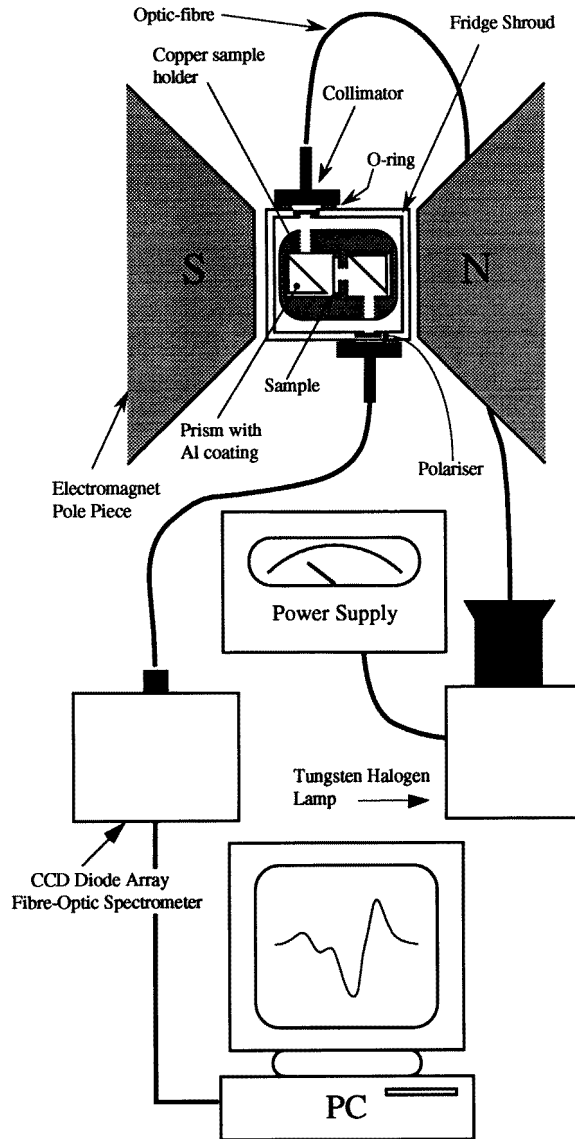 Optic-fibre
Fridge Shroud
Copper sample
holder
Collimator
O-ring
S
N
Sample
Prism with
Al coating
Polariser
Electromagnet
Pole Piece
Power Supply
Tungsten Halogen
Lamp
CCD Diode Array
Fibre-Optic Spectrometer
PC